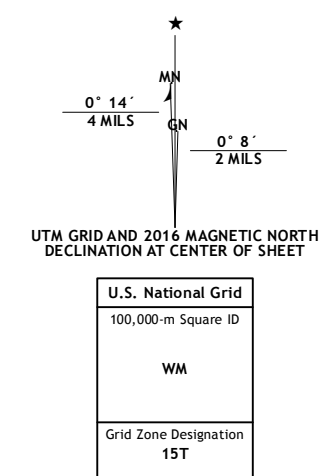 ★
MN
0° 14´
4 MILS
GN
0° 8´
2 MILS
UTM GRID AND 2016 MAGNETIC NORTH
DECLINATION AT CENTER OF SHEET
U.S. National Grid
100,000-m Square ID
WM
Grid Zone Designation
15T